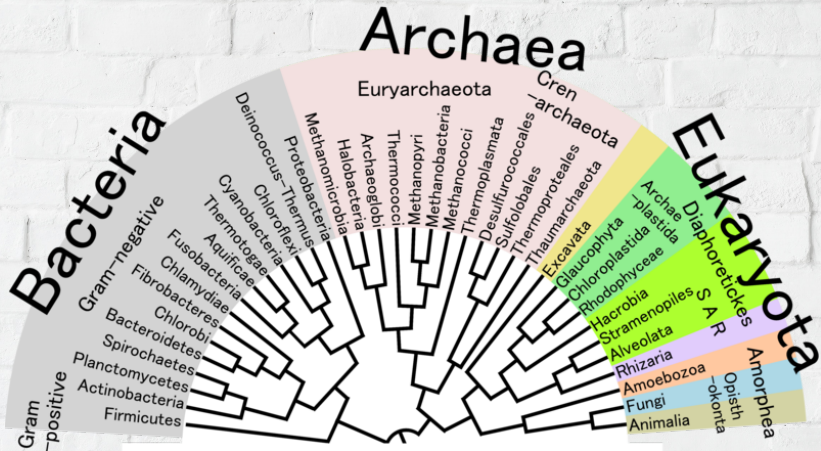 Bacteria
Archaea
Eukaryota
Gram
-positive
Gram-negative
Euryarchaeota
Cren
-archaeota
Archae
-plastida
Diaphoretickes
S A R
Amorphea
Opisth
-okonta
Firmicutes
Actinobacteria
Planctomycetes
Spirochaetes
Bacteroidetes
Chlorobi
Fibrobacteres
Chlamydiae
Fusobacteria
Aquificae
Thermotogae
Cyanobacteria
Chloroflexi
Deinococcus-Thermus
Proteobacteria
Methanomicrobia
Halobacteria
Archaeoglobi
Thermococci
Methanopyri
Methanobacteria
Methanococci
Thermoplasmata
Desulfurococcales
Sulfolobales
Thermoproteales
Thaumarchaeota
Excavata
Glaucophyta
Chloroplastida
Rhodophyceae
Hacrobia
Stramenopiles
Alveolata
Rhizaria
Amoebozoa
Fungi
Animalia